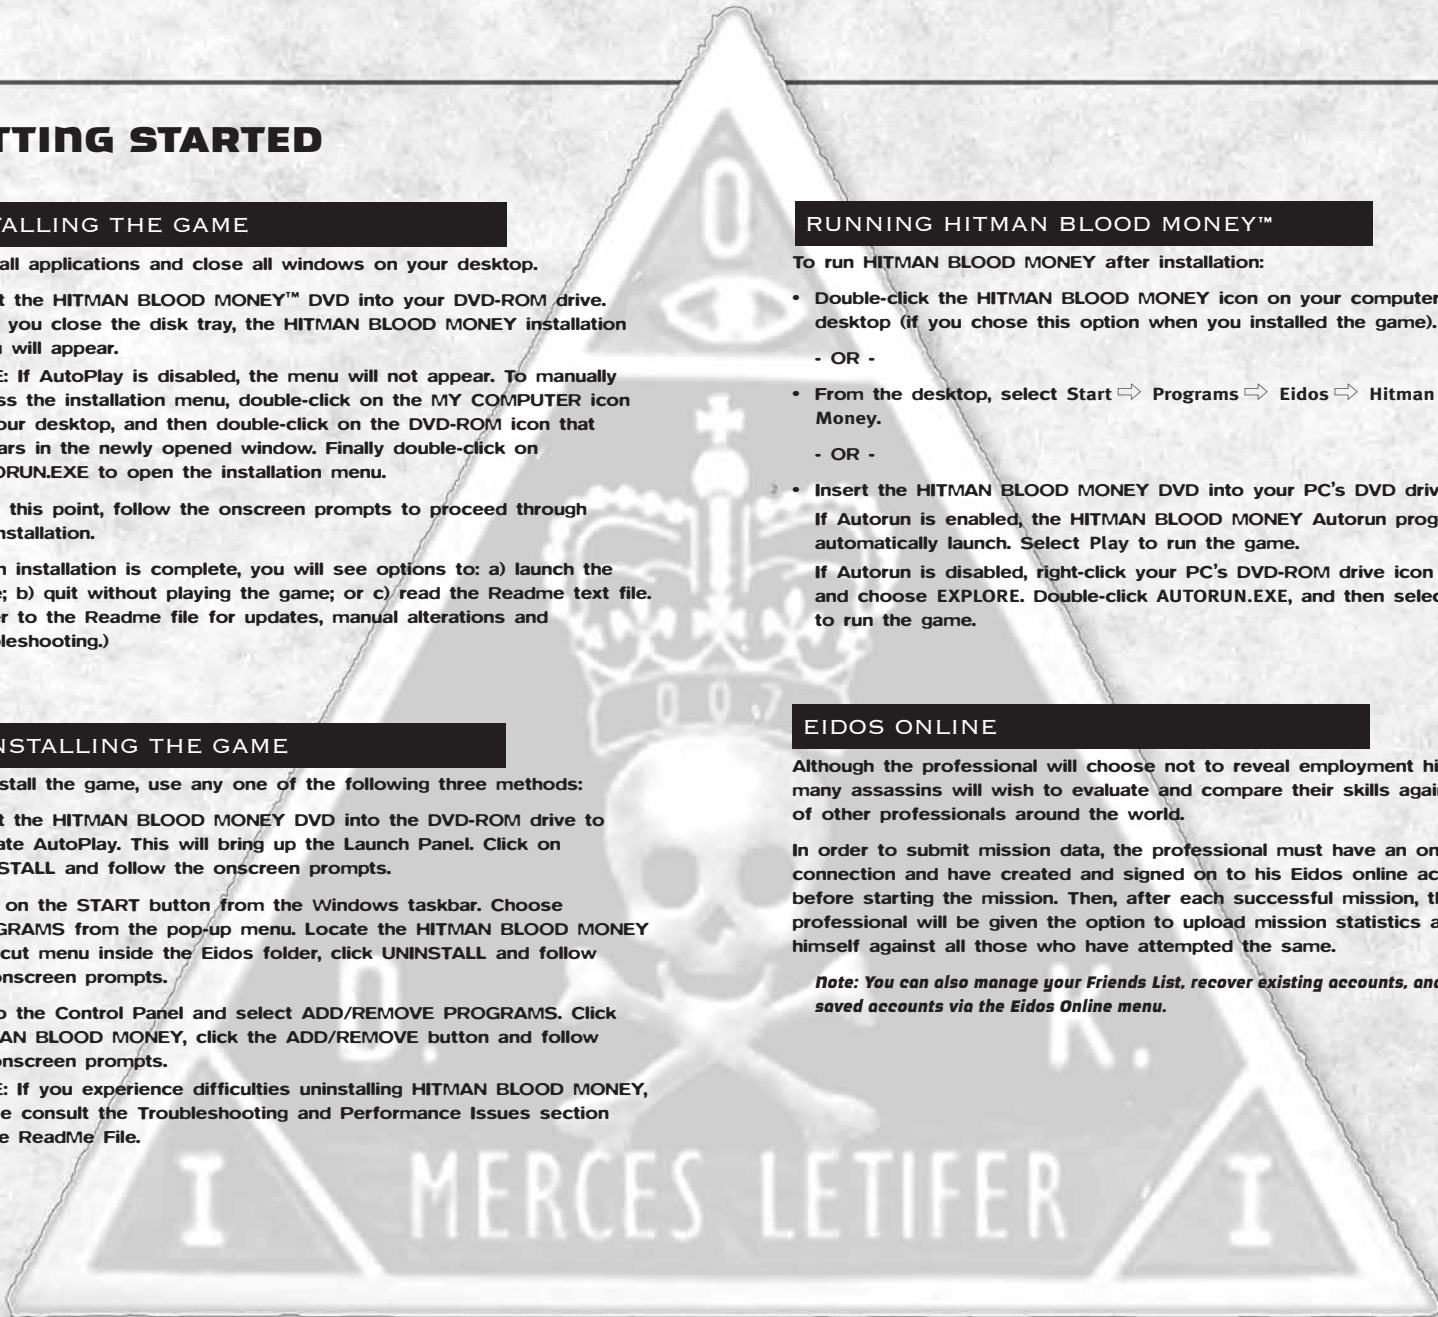 TTING STARTED
TALLING THE GAME
all applications and close all windows on your desktop.
t the HITMAN BLOOD MONEY™ DVD into your DVD-ROM drive.
you close the disk tray, the HITMAN BLOOD MONEY installation
u will appear.
E: If AutoPlay is disabled, the menu will not appear. To manually
ss the installation menu, double-click on the MY COMPUTER icon
our desktop, and then double-click on the DVD-ROM icon that
ars in the newly opened window. Finally double-click on
ORUN.EXE to open the installation menu.
this point, follow the onscreen prompts to proceed through
nstallation.
n installation is complete, you will see options to: a) launch the
e; b) quit without playing the game; or c) read the Readme text file.
er to the Readme file for updates, manual alterations and
bleshooting.)
NSTALLING THE GAME
stall the game, use any one of the following three methods:
t the HITMAN BLOOD MONEY DVD into the DVD-ROM drive to
ate AutoPlay. This will bring up the Launch Panel. Click on
STALL and follow the onscreen prompts.
on the START button from the Windows taskbar. Choose
GRAMS from the pop-up menu. Locate the HITMAN BLOOD MONEY
cut menu inside the Eidos folder, click UNINSTALL and follow
onscreen prompts.
o the Control Panel and select ADD/REMOVE PROGRAMS. Click
AN BLOOD MONEY, click the ADD/REMOVE button and follow
onscreen prompts.
E: If you experience difficulties uninstalling HITMAN BLOOD MONEY,
e consult the Troubleshooting and Performance Issues section
e ReadMe File.
RUNNING HITMAN BLOOD MONEY™
To run HITMAN BLOOD MONEY after installation:
• Double-click the HITMAN BLOOD MONEY icon on your computer
desktop (if you chose this option when you installed the game).
- OR -
• From the desktop, select Start ⇨ Programs ⇨ Eidos ⇨ Hitman
Money.
- OR -
• Insert the HITMAN BLOOD MONEY DVD into your PC's DVD driv
If Autorun is enabled, the HITMAN BLOOD MONEY Autorun prog
automatically launch. Select Play to run the game.
If Autorun is disabled, right-click your PC's DVD-ROM drive icon
and choose EXPLORE. Double-click AUTORUN.EXE, and then selec
to run the game.
EIDOS ONLINE
Although the professional will choose not to reveal employment hi
many assassins will wish to evaluate and compare their skills agai
of other professionals around the world.
In order to submit mission data, the professional must have an on
connection and have created and signed on to his Eidos online ac
before starting the mission. Then, after each successful mission, th
professional will be given the option to upload mission statistics a
himself against all those who have attempted the same.
Note: You can also manage your Friends List, recover existing accounts, and
saved accounts via the Eidos Online menu.
O
007
D. K.
I MERCES LETIFER I